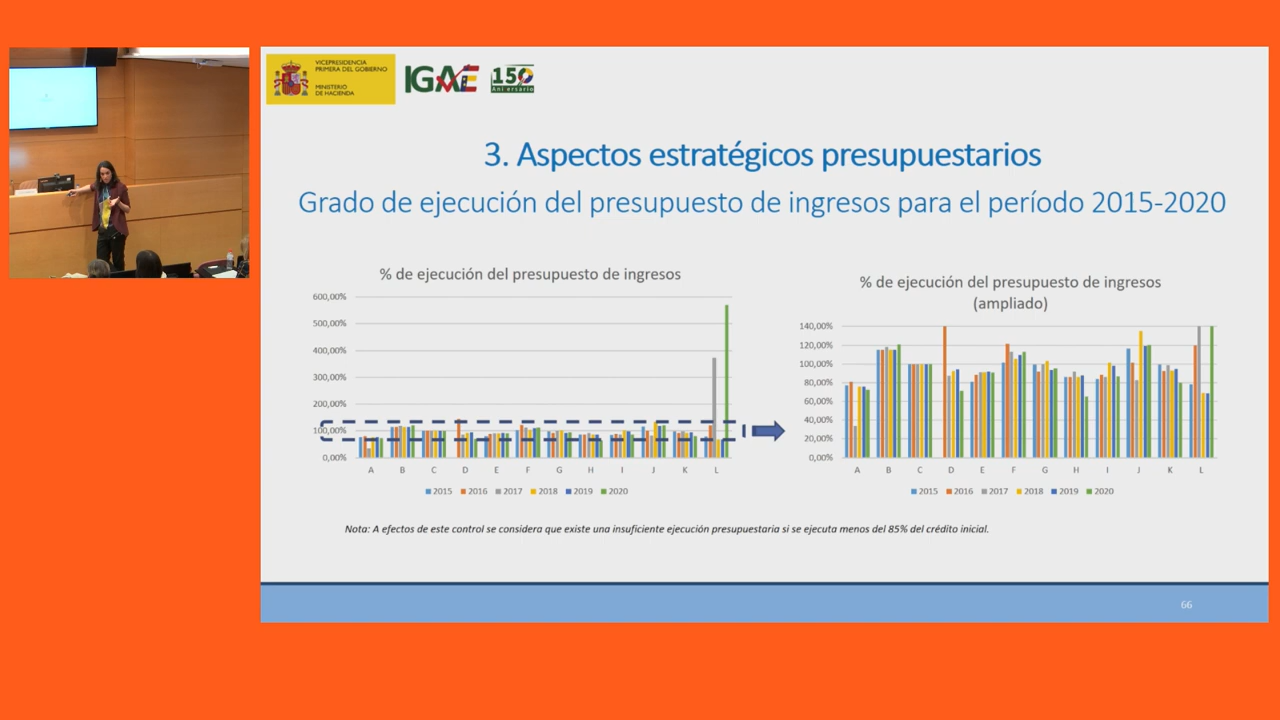 VICEPRESIDENCIA
PRIMERA DEL GOBIERNO
MINISTERIO
DE HACIENDA
IGAE
150
Aniversario
3. Aspectos estratégicos presupuestarios
Grado de ejecución del presupuesto de ingresos para el período 2015-2020
% de ejecución del presupuesto de ingresos
600,00%
500,00%
400,00%
300,00%
200,00%
100,00%
0,00%
A B C D E F G H I J K L
2015 2016 2017 2018 2019 2020
% de ejecución del presupuesto de ingresos
(ampliado)
140,00%
120,00%
100,00%
80,00%
60,00%
40,00%
20,00%
0,00%
A B C D E F G H I J K L
2015 2016 2017 2018 2019 2020
Nota: A efectos de este control se considera que existe una insuficiente ejecución presupuestaria si se ejecuta menos del 85% del crédito inicial.
66